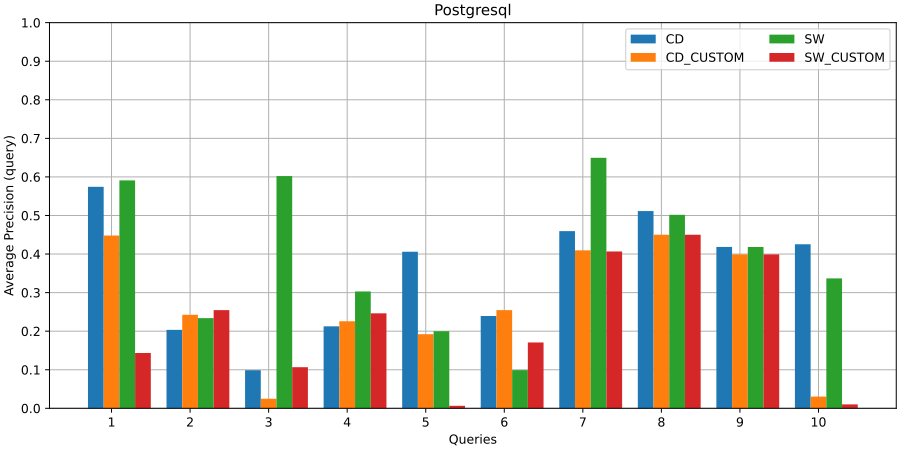 Postgresql
1.0
0.9
0.8
0.7
0.6
0.5
0.4
0.3
0.2
0.1
0.0
Average Precision (query)
CD
CD_CUSTOM
SW
SW_CUSTOM
1 2 3 4 5 6 7 8 9 10
Queries